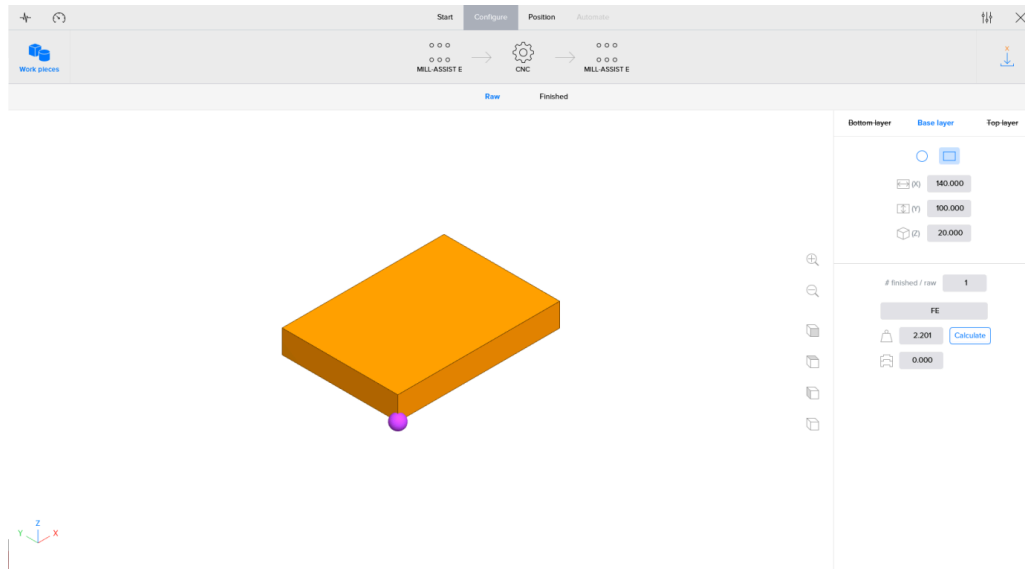 Start Configure Position Automate
Work pieces
MILL-ASSIST E CNC MILL-ASSIST E
X
Raw Finished
Bottom layer Base layer Top layer
(X) 140.000
(Y) 100.000
(Z) 20.000
# finished / raw 1
FE
2.201 Calculate
0.000
Z
Y X